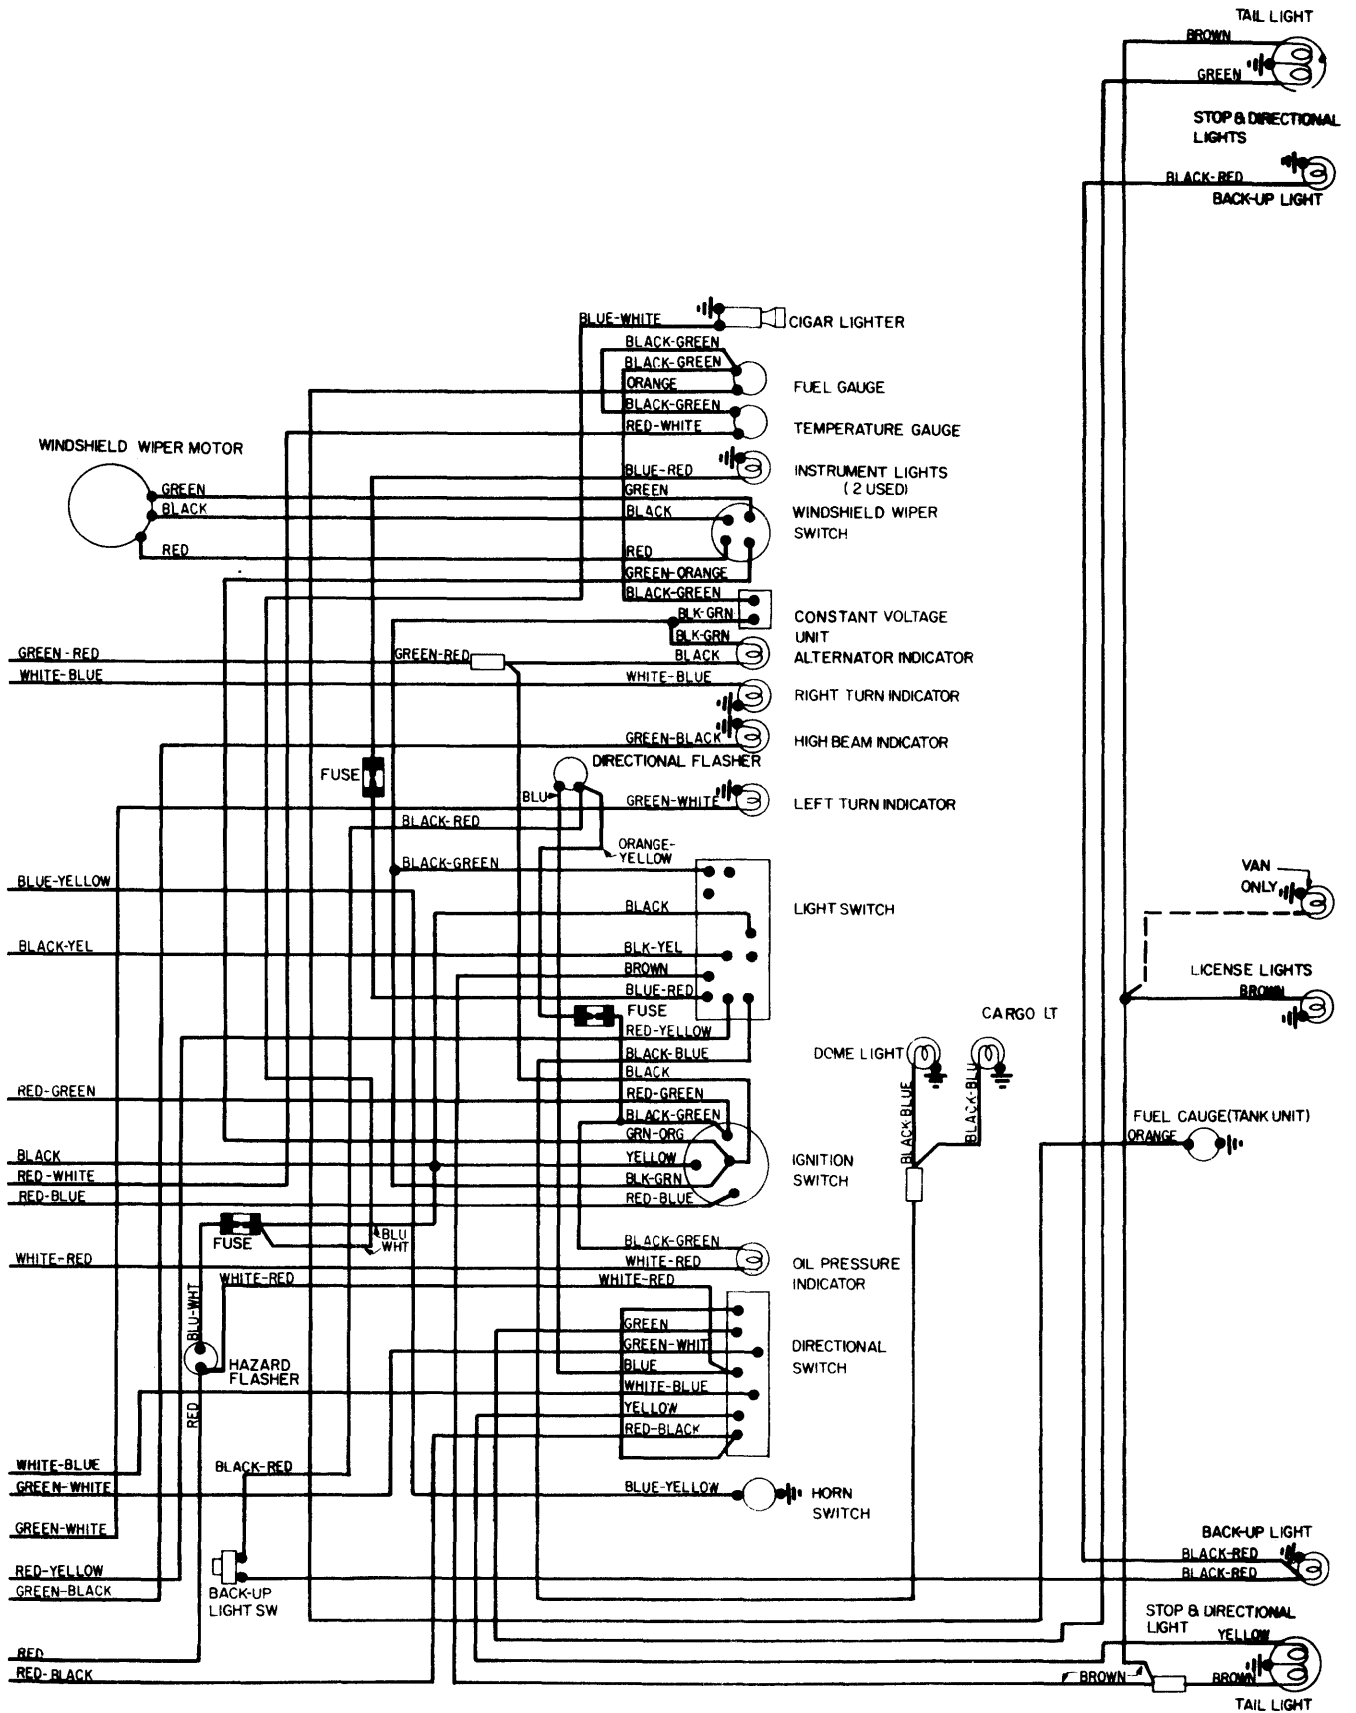 TAIL LIGHT
BROWN
GREEN
STOP & DIRECTIONAL
LIGHTS
BLACK-RED
BACK-UP LIGHT
BLUE-WHITE
CIGAR LIGHTER
BLACK-GREEN
BLACK-GREEN
ORANGE
FUEL GAUGE
BLACK-GREEN
RED-WHITE
TEMPERATURE GAUGE
WINDSHIELD WIPER MOTOR
BLUE-RED
INSTRUMENT LIGHTS
(2 USED)
GREEN
GREEN
BLACK
BLACK
WINDSHIELD WIPER
SWITCH
RED
RED
GREEN-ORANGE
BLACK-GREEN
BLK-GRN
CONSTANT VOLTAGE
UNIT
BLK-GRN
GREEN-RED
GREEN-RED
BLACK
ALTERNATOR INDICATOR
WHITE-BLUE
WHITE-BLUE
RIGHT TURN INDICATOR
GREEN-BLACK
HIGH BEAM INDICATOR
DIRECTIONAL FLASHER
FUSE
BLU
GREEN-WHITE
LEFT TURN INDICATOR
BLACK-RED
ORANGE-
YELLOW
BLACK-GREEN
VAN
ONLY
BLUE-YELLOW
BLACK
LIGHT SWITCH
BLACK-YEL
BLK-YEL
BROWN
LICENSE LIGHTS
BROWN
BLUE-RED
FUSE
CARGO LT
RED-YELLOW
BLACK-BLUE
DOME LIGHT
BLACK
RED-GREEN
RED-GREEN
BLACK-BLUE
BLACK-BLU
BLACK-GREEN
FUEL CAUGE(TANK UNIT)
ORANGE
GRN-ORG
BLACK
YELLOW
IGNITION
SWITCH
RED-WHITE
BLK-GRN
RED-BLUE
RED-BLUE
FUSE
BLU
WHT
BLACK-GREEN
WHITE-RED
WHITE-RED
OIL PRESSURE
INDICATOR
WHITE-RED
WHITE-RED
BLU-WHT
GREEN
GREEN-WHIT
DIRECTIONAL
SWITCH
HAZARD
FLASHER
BLUE
WHITE-BLUE
RED
YELLOW
RED-BLACK
WHITE-BLUE
BLACK-RED
GREEN-WHITE
BLUE-YELLOW
HORN
SWITCH
GREEN-WHITE
BACK-UP LIGHT
BLACK-RED
BLACK-RED
RED-YELLOW
GREEN-BLACK
BACK-UP
LIGHT SW
STOP & DIRECTIONAL
LIGHT
YELLOW
RED
RED-BLACK
BROWN
BROWN
TAIL LIGHT